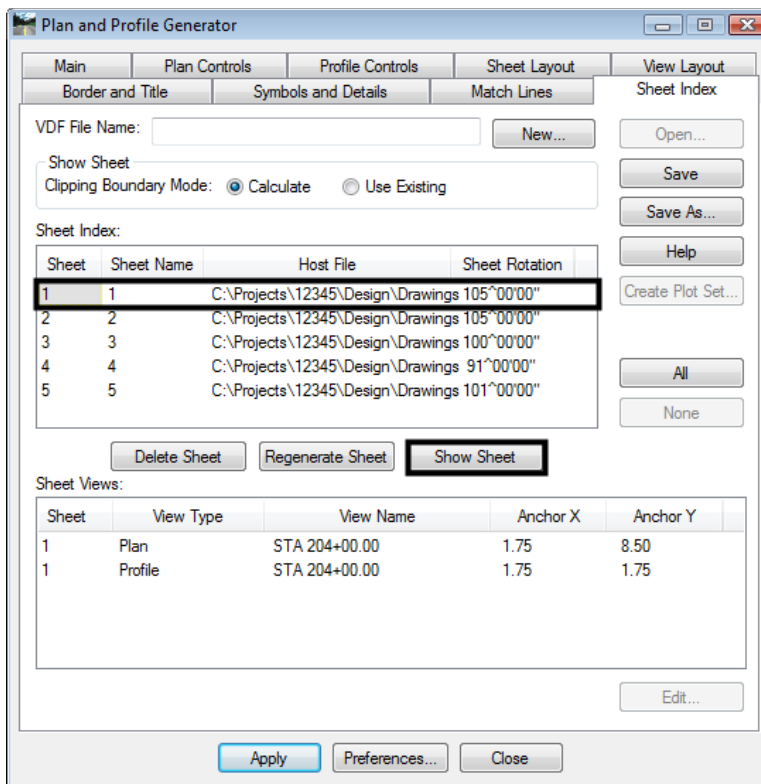 Plan and Profile Generator
Main Plan Controls Profile Controls Sheet Layout View Layout
Border and Title Symbols and Details Match Lines Sheet Index
VDF File Name: New... Open...
Show Sheet
Clipping Boundary Mode: Calculate Use Existing
Save
Save As...
Sheet Index:
Help
Sheet Sheet Name Host File Sheet Rotation
1 1 C:\Projects\12345\Design\Drawings 105^00'00"
Create Plot Set...
2 2 C:\Projects\12345\Design\Drawings 105^00'00"
3 3 C:\Projects\12345\Design\Drawings 100^00'00"
4 4 C:\Projects\12345\Design\Drawings 91^00'00"
All
5 5 C:\Projects\12345\Design\Drawings 101^00'00"
None
Delete Sheet Regenerate Sheet Show Sheet
Sheet Views:
Sheet View Type View Name Anchor X Anchor Y
1 Plan STA 204+00.00 1.75 8.50
1 Profile STA 204+00.00 1.75 1.75
Edit...
Apply Preferences... Close